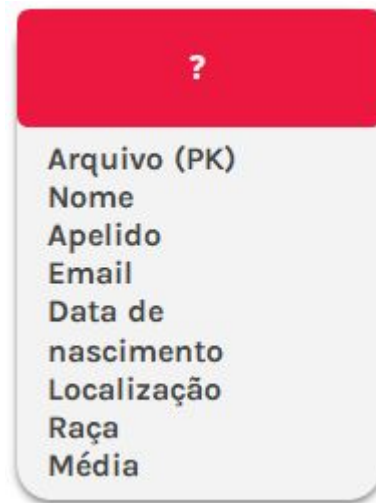 ?
Arquivo (PK)
Nome
Apelido
Email
Data de
nascimento
Localização
Raça
Média